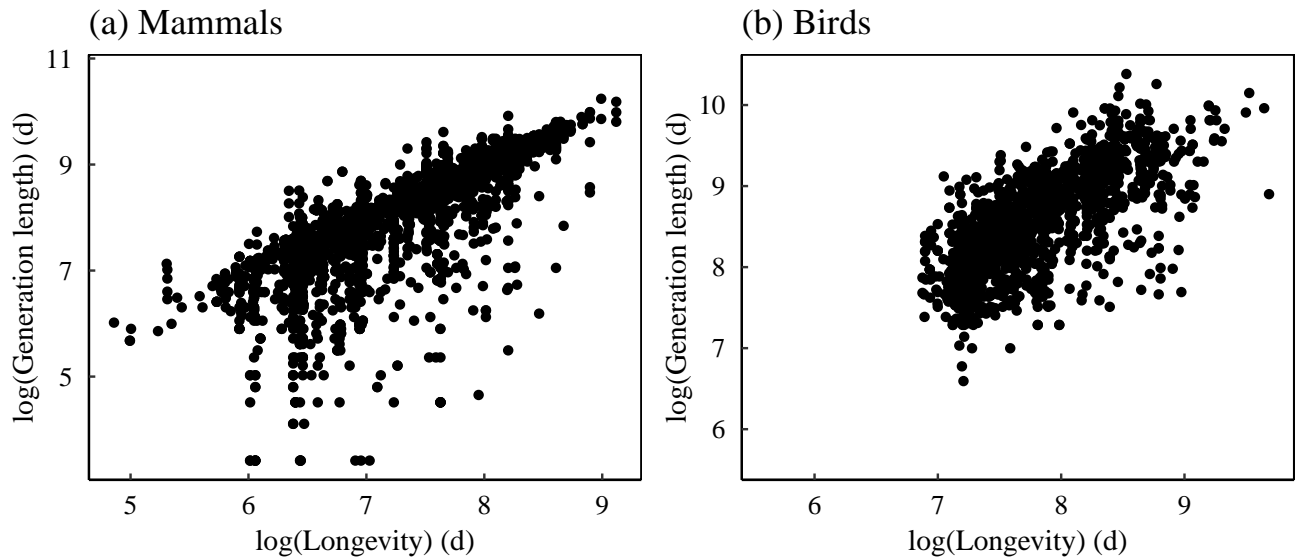 (a) Mammals
11
9
7
5
log(Generation length) (d)
5 6 7 8 9
log(Longevity) (d)
(b) Birds
10
9
8
7
6
log(Generation length) (d)
6 7 8 9
log(Longevity) (d)